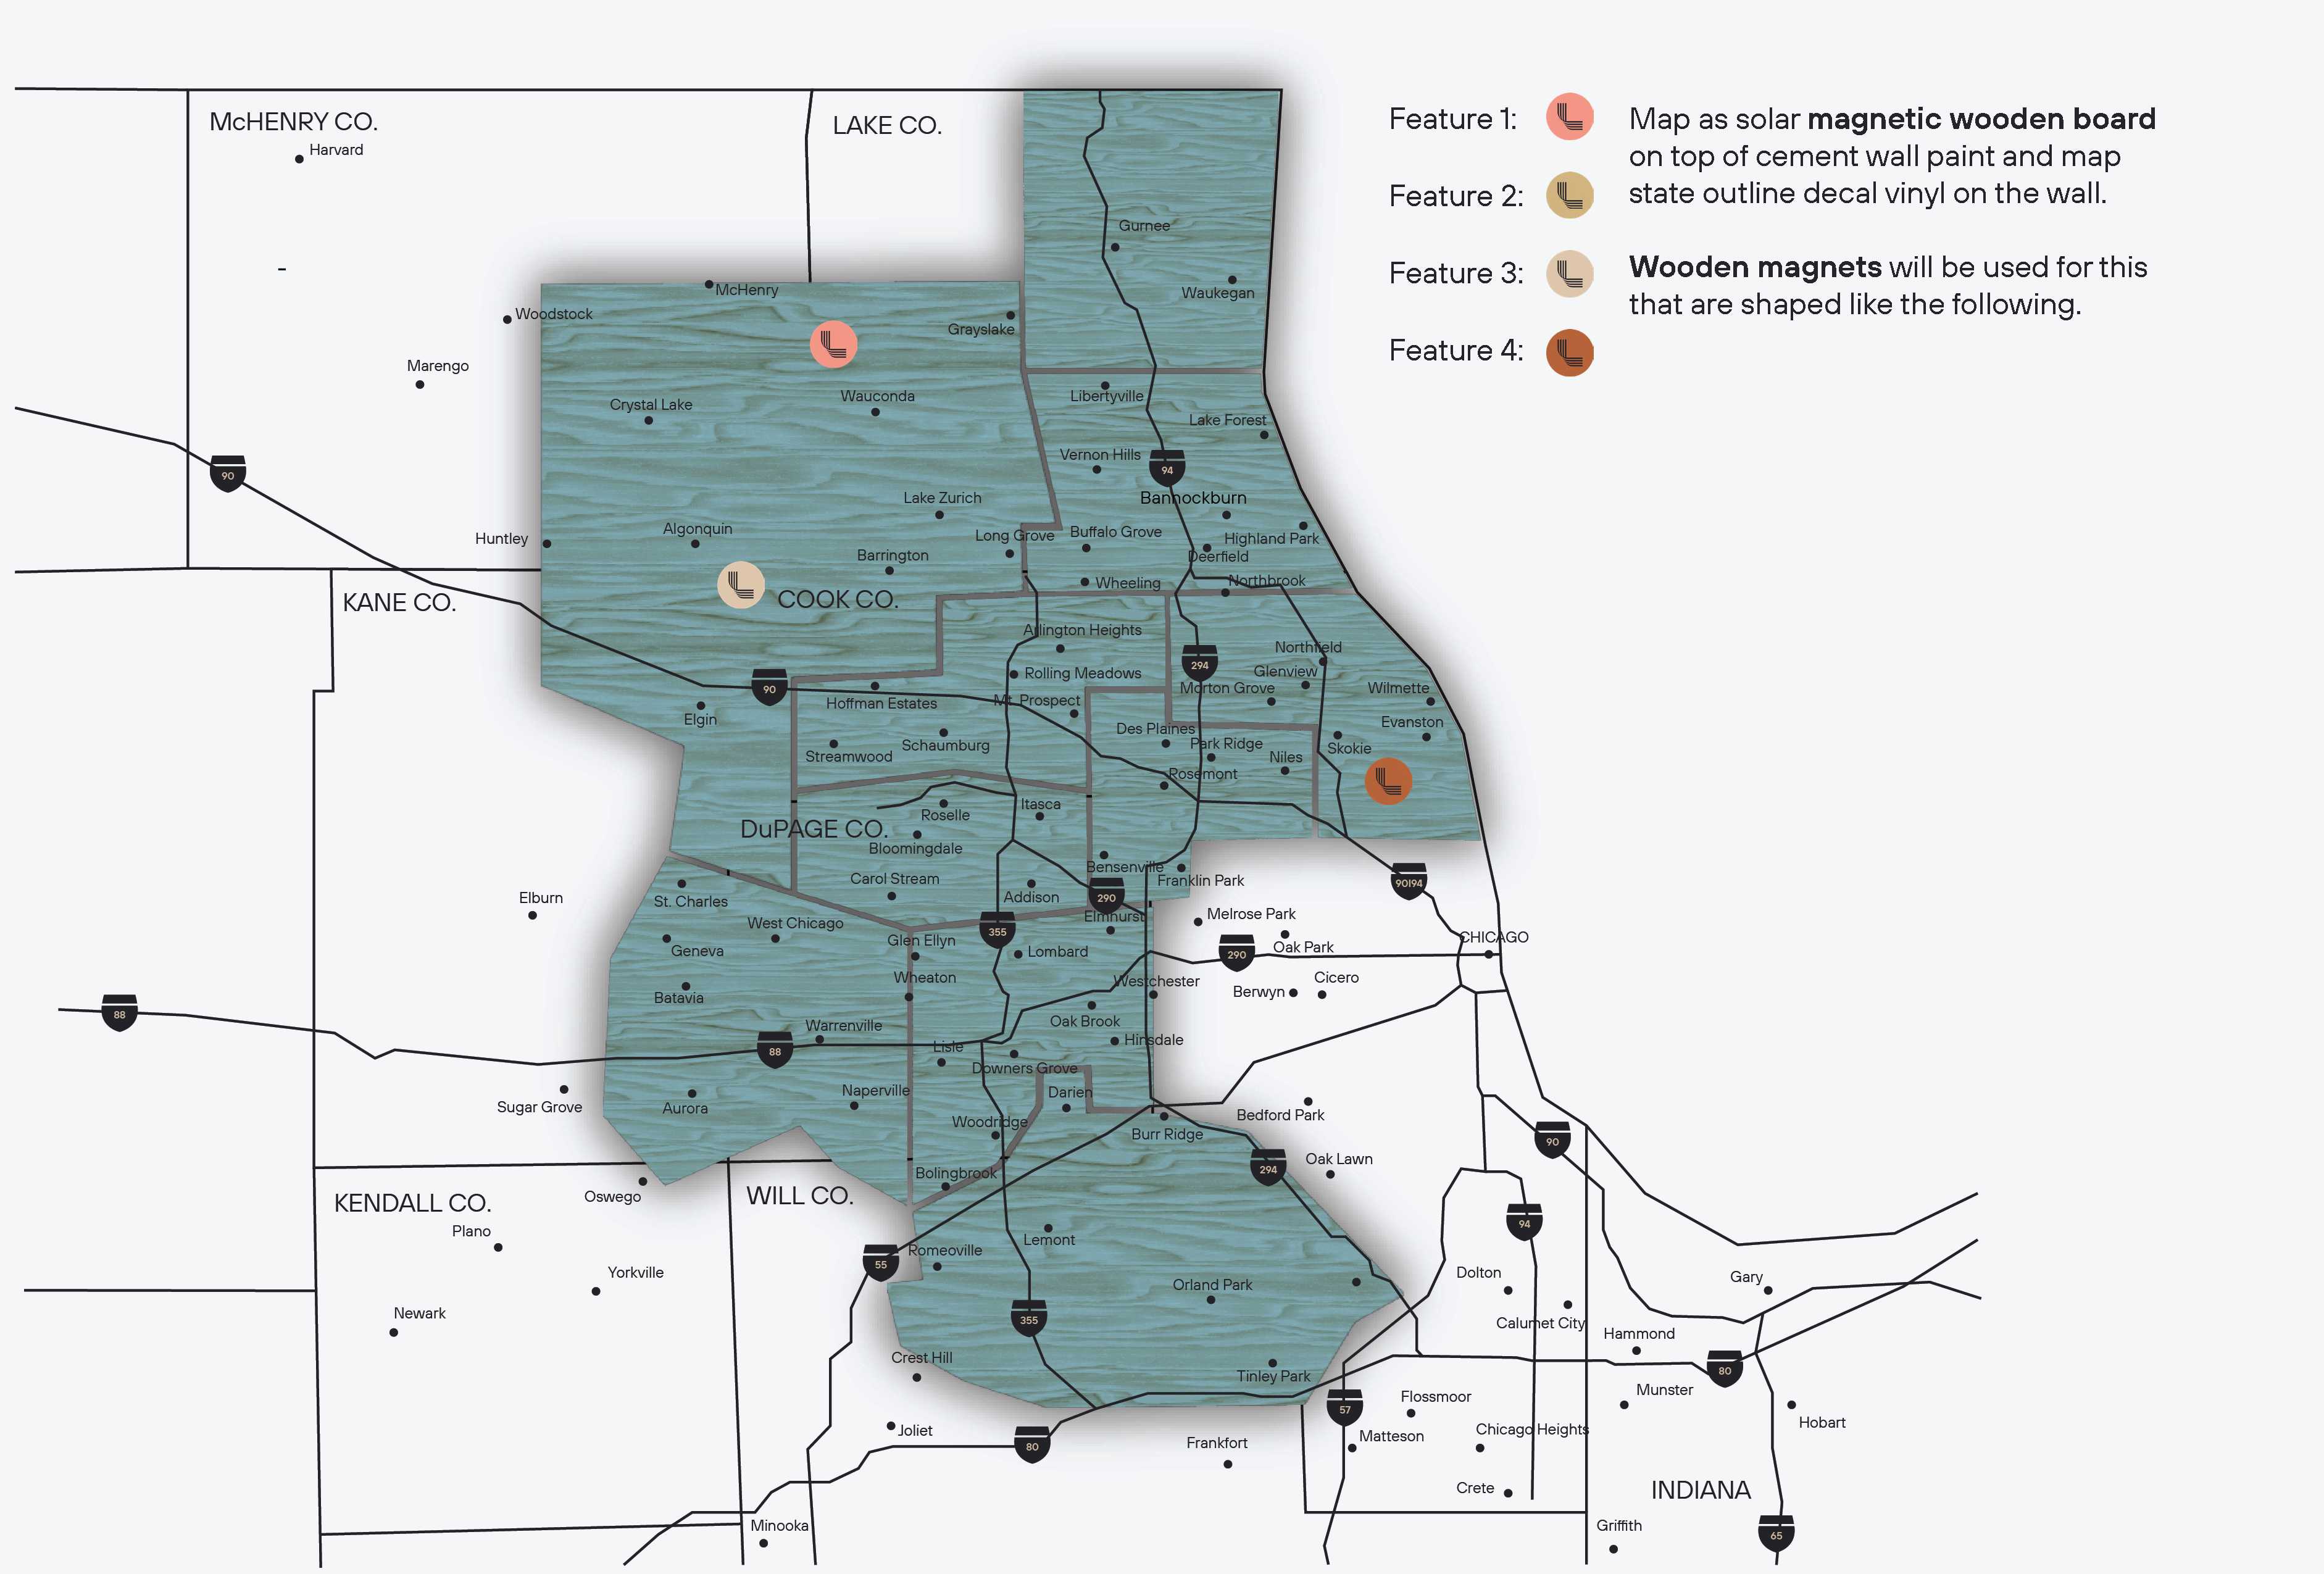 McHENRY CO.
Harvard
LAKE CO.
Feature 1:
Map as solar magnetic wooden board
on top of cement wall paint and map
state outline decal vinyl on the wall.
Feature 2:
Feature 3:
Wooden magnets will be used for this
that are shaped like the following.
Feature 4:
Gurnee
Waukegan
McHenry
Woodstock
Grayslake
Marengo
Crystal Lake
Wauconda
Libertyville
Lake Forest
Vernon Hills
94
90
Lake Zurich
Bannockburn
Huntley
Algonquin
Long Grove
Buffalo Grove
Highland Park
Barrington
Deerfield
Wheeling
Northbrook
KANE CO.
COOK CO.
Arlington Heights
Northfield
294
Rolling Meadows
Glenview
90
Hoffman Estates
Mt. Prospect
Morton Grove
Wilmette
Elgin
Evanston
Des Plaines
Streamwood
Schaumburg
Park Ridge
Skokie
Niles
Rosemont
Itasca
Roselle
DuPAGE CO.
Bloomingdale
Bensenville
Carol Stream
Franklin Park
90I94
Elburn
St. Charles
Addison
290
Melrose Park
West Chicago
Elmhurst
355
Glen Ellyn
CHICAGO
Geneva
Lombard
290
Oak Park
Wheaton
Westchester
Cicero
Batavia
Berwyn
88
Warrenville
Oak Brook
88
Lisle
Hinsdale
Downers Grove
Naperville
Darien
Sugar Grove
Aurora
Woodridge
Bedford Park
Burr Ridge
90
Oak Lawn
294
Bolingbrook
Oswego
WILL CO.
KENDALL CO.
Plano
94
Lemont
Romeoville
55
Yorkville
Orland Park
Dolton
Gary
Newark
355
Calumet City
Hammond
Crest Hill
Tinley Park
80
Munster
Flossmoor
57
Hobart
Joliet
Matteson
Chicago Heights
80
Frankfort
Crete
INDIANA
Minooka
Griffith
65